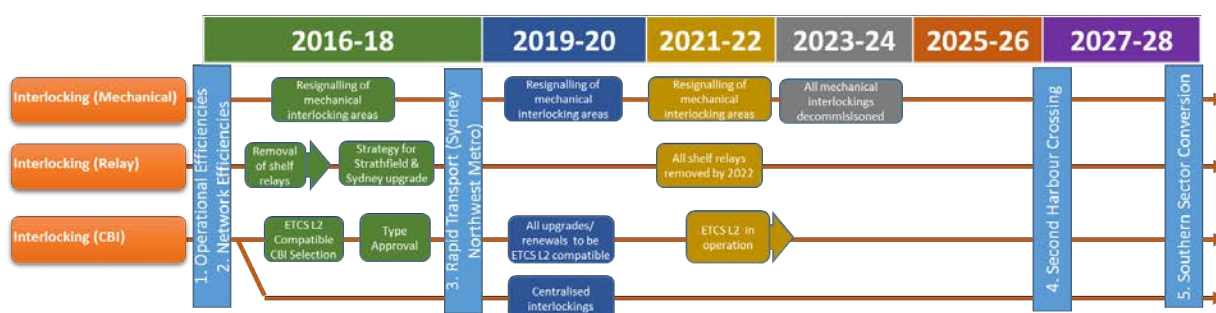 2016-18
2019-20
2021-22
2023-24
2025-26
2027-28
Interlocking (Mechanical)
Resignalling of
mechanical
interlocking areas
Resignalling of
mechanical
interlocking areas
Resignalling of
mechanical
interlocking areas
All mechanical
interlockings
decommlsisoned
Interlocking (Relay)
Removal
of shelf
relays
Strategy for
Strathfield &
Sydney upgrade
All shelf relays
removed by 2022
Interlocking (CBI)
ETCS L2
Compatible
CBI Selection
Type
Approval
All upgrades/
renewals to be
ETCS L2 compatible
ETCS L2 in
operation
Centralised
interlockings
1. Operational Efficiencies
2. Network Efficiencies
3. Rapid Transport (Sydney
Northwest Metro)
4. Second Harbour Crossing
5. Southern Sector Conversion